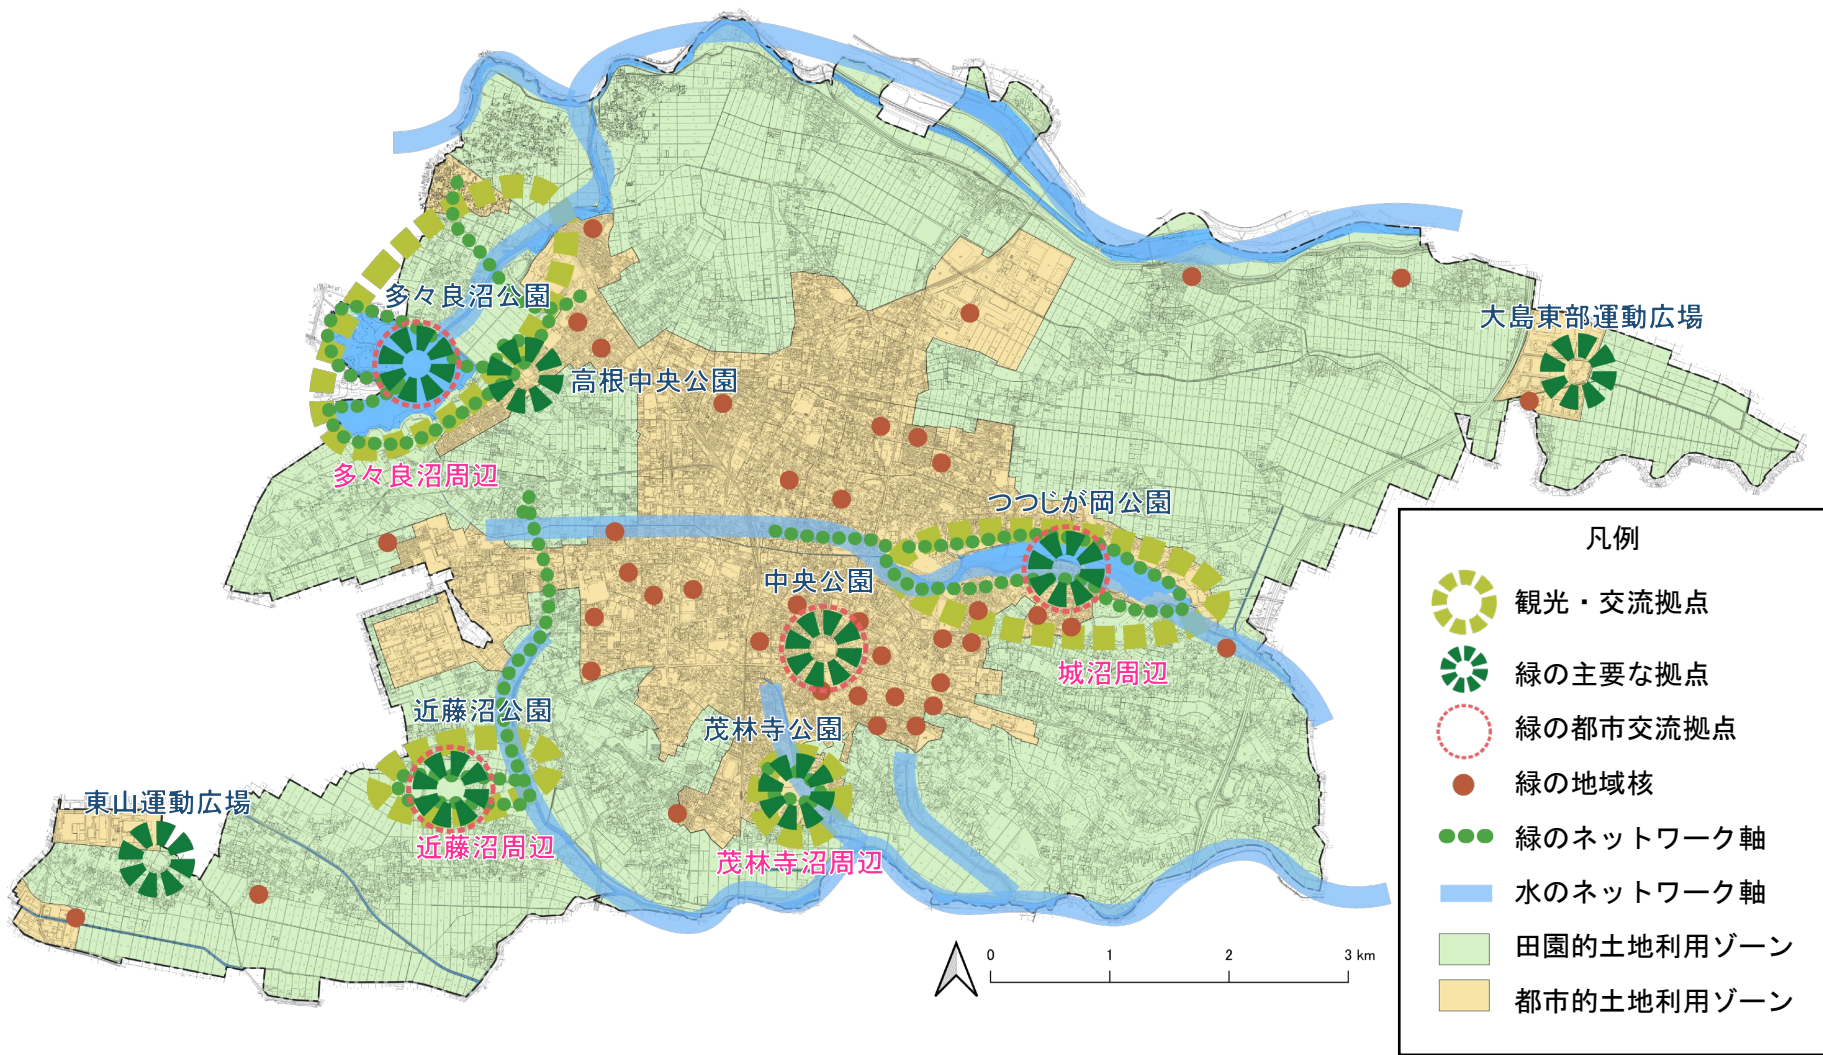 多々良沼公園
大島東部運動広場
高根中央公園
多々良沼周辺
つつじが岡公園
中央公園
城沼周辺
近藤沼公園
茂林寺公園
東山運動広場
近藤沼周辺
茂林寺沼周辺
0 1 2 3 km
凡例
観光・交流拠点
緑の主要な拠点
緑の都市交流拠点
緑の地域核
緑のネットワーク軸
水のネットワーク軸
田園的土地利用ゾーン
都市的土地利用ゾーン